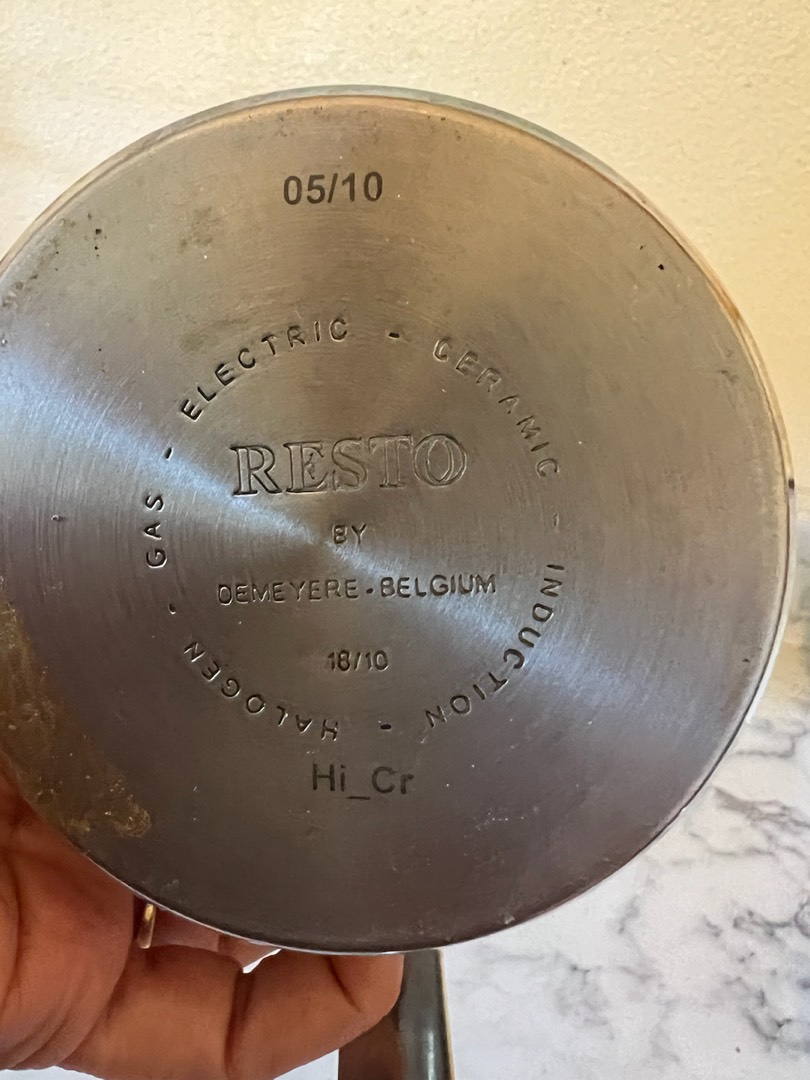 05/10
GAS - ELECTRIC - CERAMIC - INDUCTION - HALOGEN -
RESTO
BY
DEMEYERE - BELGIUM
18/10
Hi_Cr